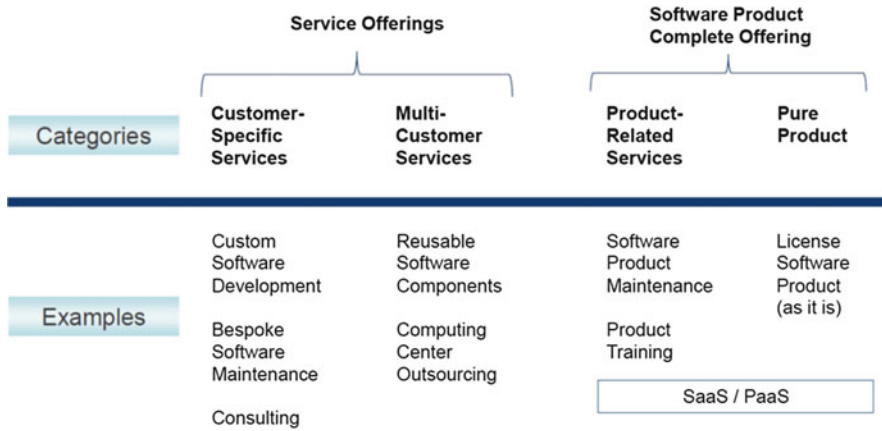 Service Offerings
Software Product
Complete Offering
Categories
Customer-
Specific
Services
Multi-
Customer
Services
Product-
Related
Services
Pure
Product
Examples
Custom
Software
Development
Bespoke
Software
Maintenance
Consulting
Reusable
Software
Components
Computing
Center
Outsourcing
Software
Product
Maintenance
Product
Training
License
Software
Product
(as it is)
SaaS / PaaS